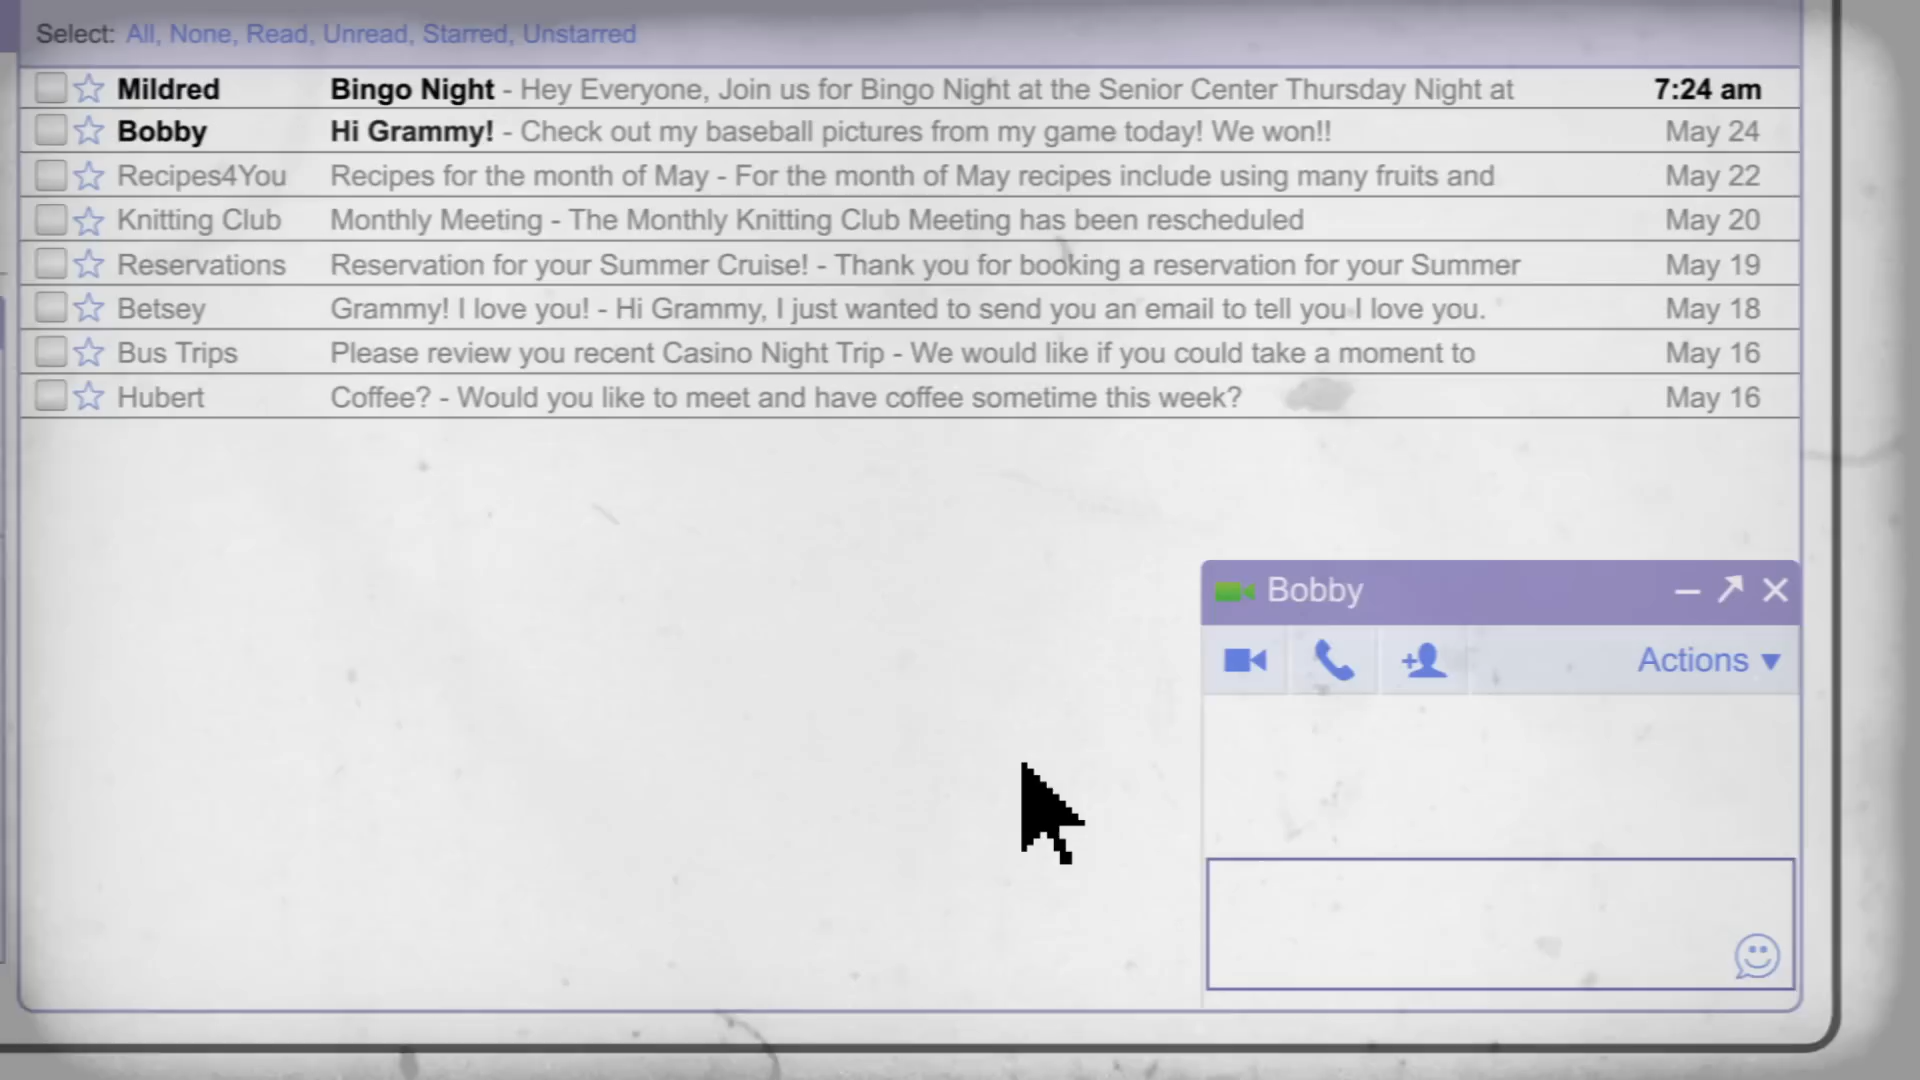 Select: All, None, Read, Unread, Starred, Unstarred
Mildred Bingo Night - Hey Everyone, Join us for Bingo Night at the Senior Center Thursday Night at 7:24 am
Bobby Hi Grammy! - Check out my baseball pictures from my game today! We won!! May 24
Recipes4You Recipes for the month of May - For the month of May recipes include using many fruits and May 22
Knitting Club Monthly Meeting - The Monthly Knitting Club Meeting has been rescheduled May 20
Reservations Reservation for your Summer Cruise! - Thank you for booking a reservation for your Summer May 19
Betsey Grammy! I love you! - Hi Grammy, I just wanted to send you an email to tell you I love you. May 18
Bus Trips Please review you recent Casino Night Trip - We would like if you could take a moment to May 16
Hubert Coffee? - Would you like to meet and have coffee sometime this week? May 16
Bobby
Actions